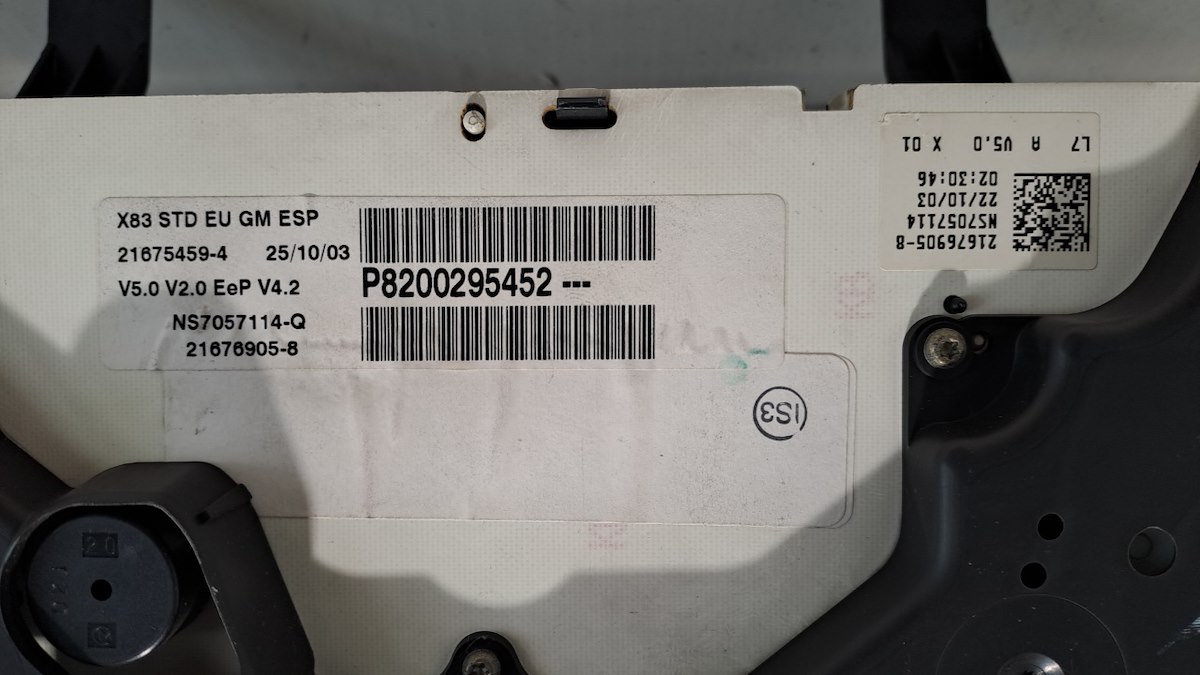 X83 STD EU GM ESP
21675459-4 25/10/03
V5.0 V2.0 EeP V4.2
P8200295452 ---
NS7057114-Q
21676905-8
L7 A V5.0 X 01
02:30:46
22/10/03
NS7057114
21676905-8
IS3
20